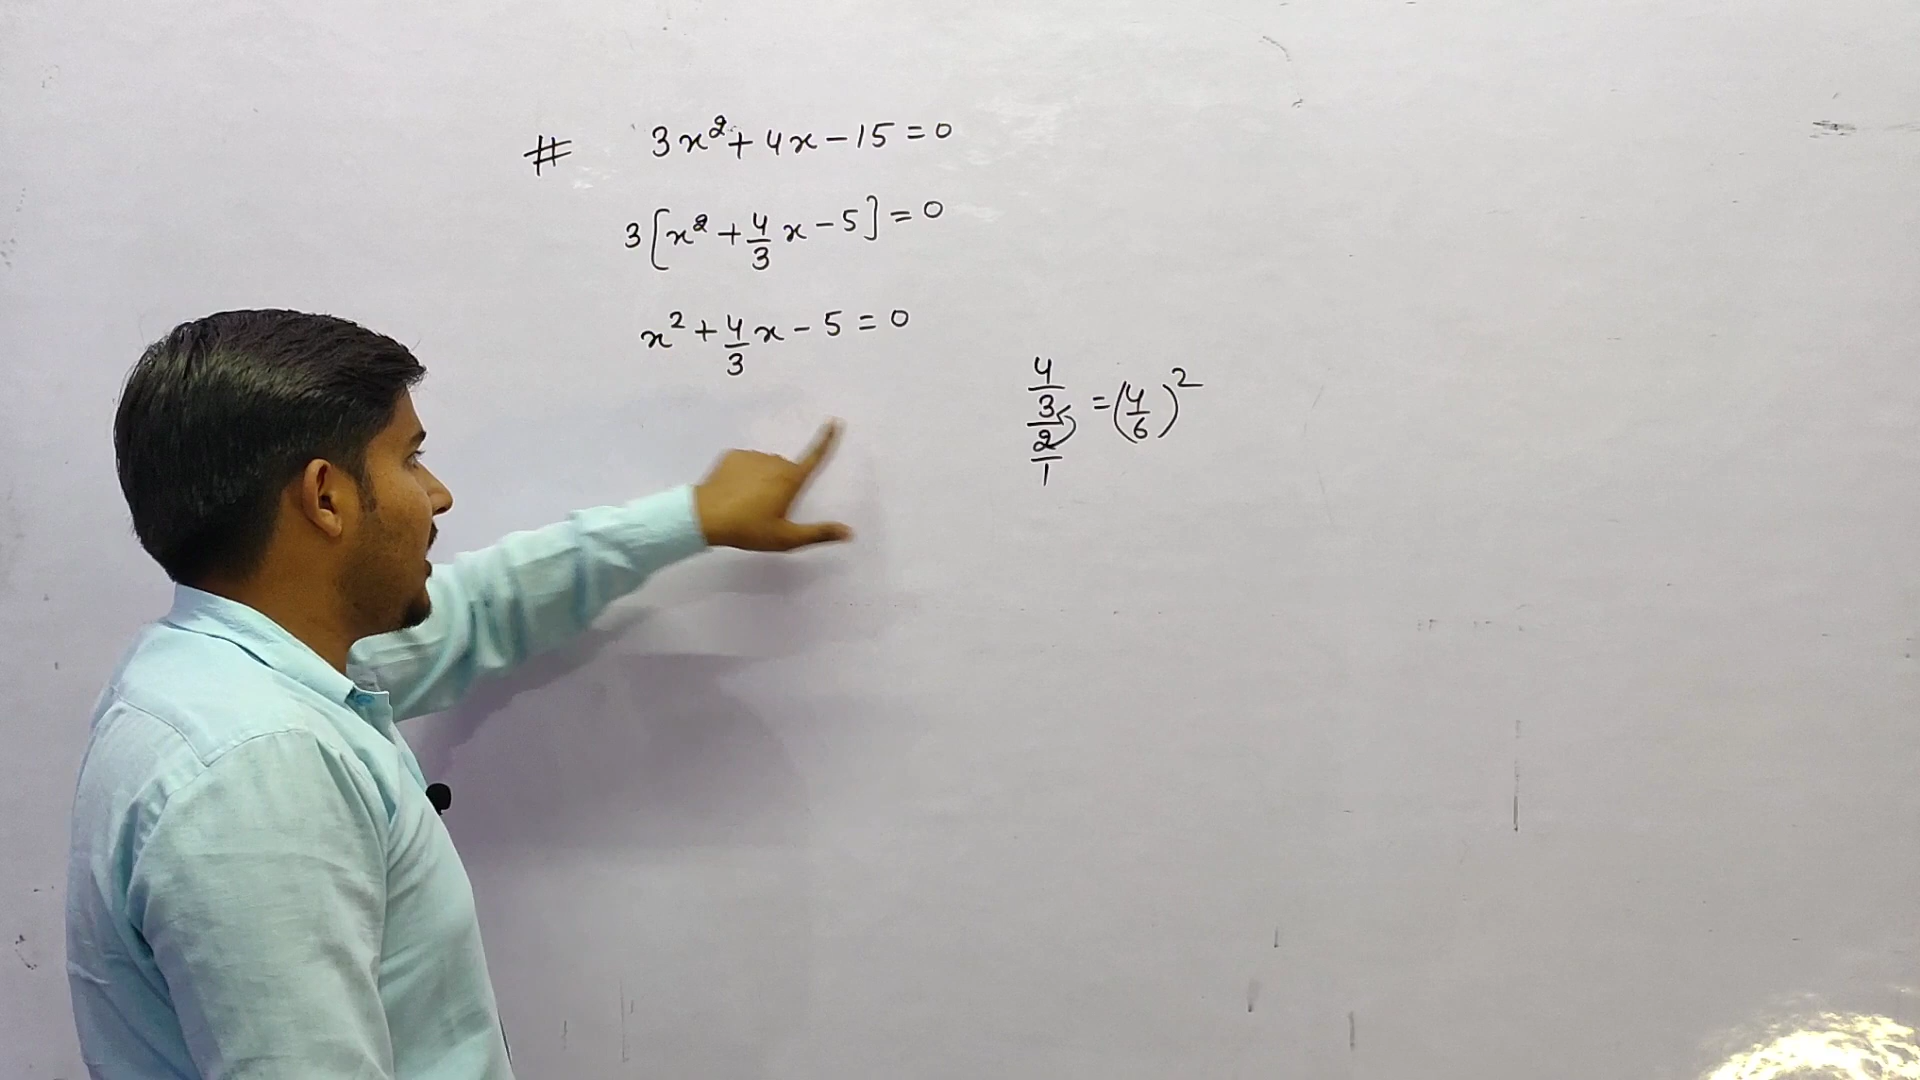 # 3x² + 4x - 15 = 0
3[x² + 4/3 x - 5] = 0
x² + 4/3 x - 5 = 0
4/3 / 2/1 = (4/6)²